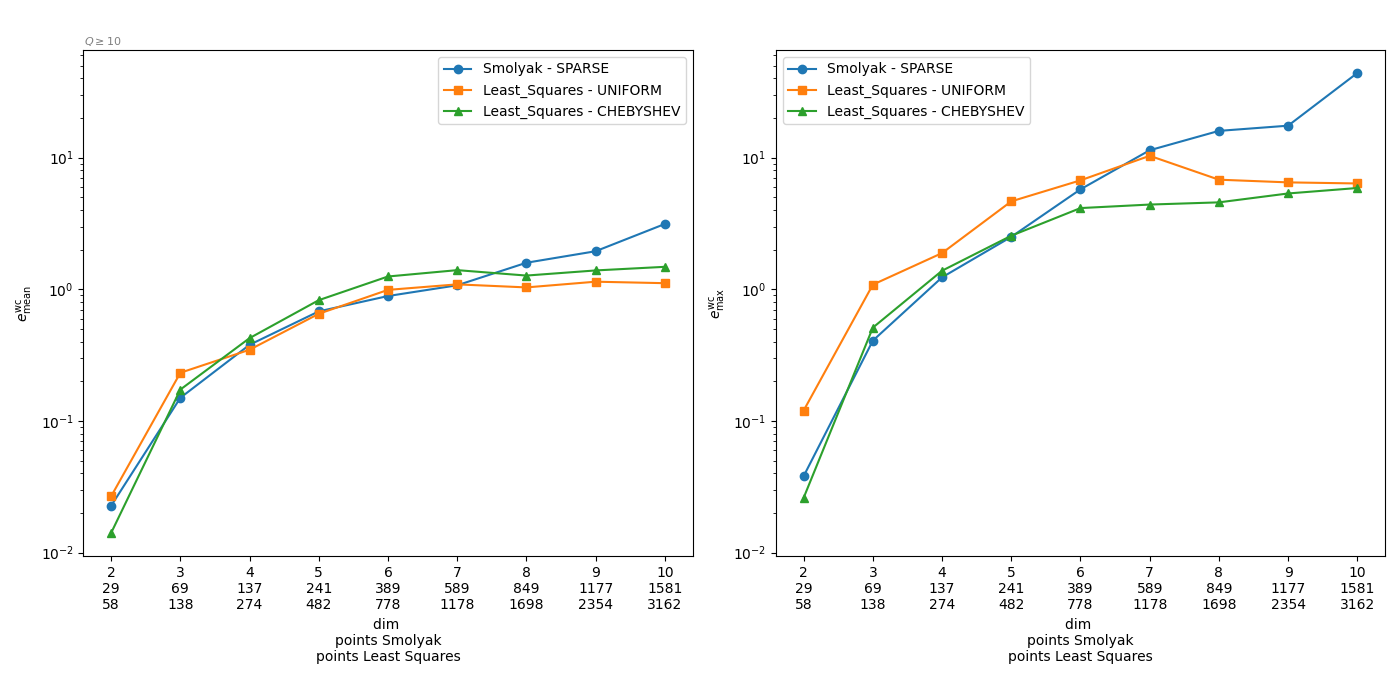 Q ≥ 10
Smolyak - SPARSE
Least_Squares - UNIFORM
Least_Squares - CHEBYSHEV
10¹
10⁰
10⁻¹
10⁻²
e^wc_mean
2 3 4 5 6 7 8 9 10
29 69 137 241 389 589 849 1177 1581
58 138 274 482 778 1178 1698 2354 3162
dim
points Smolyak
points Least Squares
Smolyak - SPARSE
Least_Squares - UNIFORM
Least_Squares - CHEBYSHEV
10¹
10⁰
10⁻¹
10⁻²
e^wc_max
2 3 4 5 6 7 8 9 10
29 69 137 241 389 589 849 1177 1581
58 138 274 482 778 1178 1698 2354 3162
dim
points Smolyak
points Least Squares